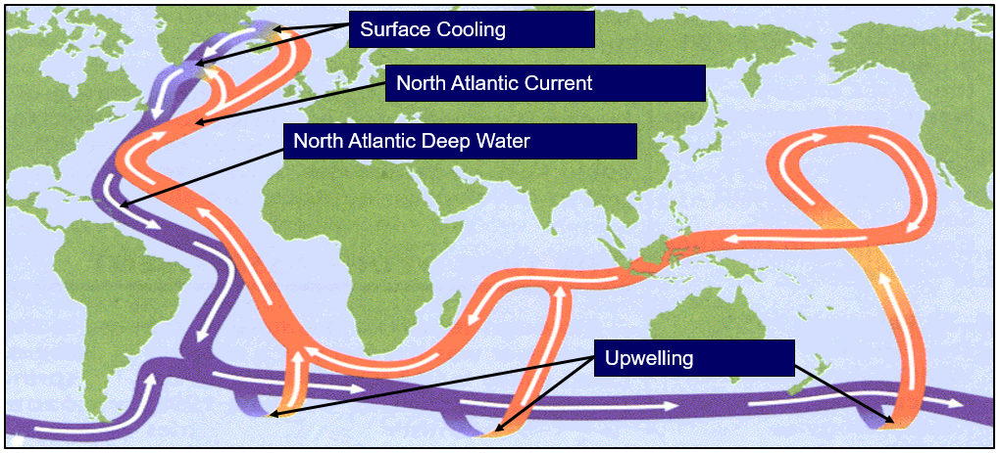 Surface Cooling
North Atlantic Current
North Atlantic Deep Water
Upwelling